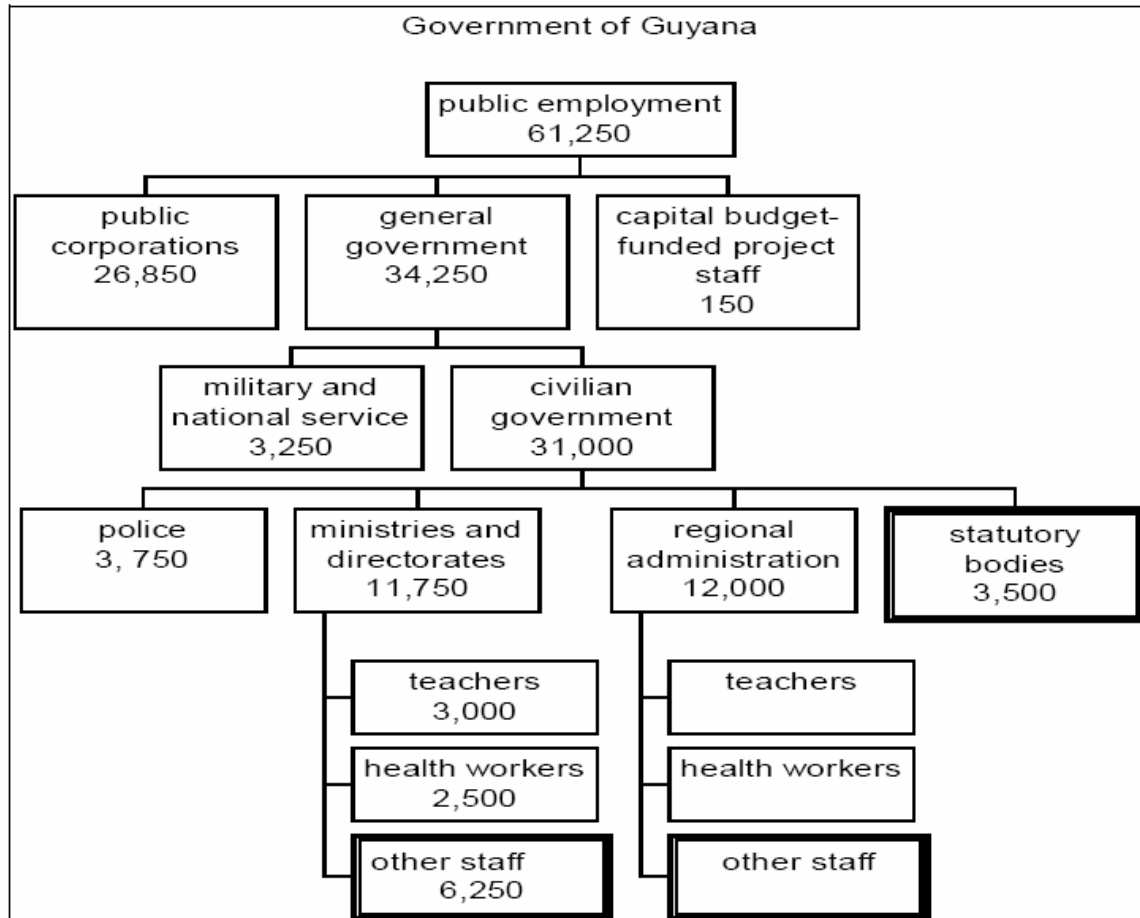 Government of Guyana
public employment
61,250
public
corporations
26,850
general
government
34,250
capital budget-
funded project
staff
150
military and
national service
3,250
civilian
government
31,000
police
3, 750
ministries and
directorates
11,750
regional
administration
12,000
statutory
bodies
3,500
teachers
3,000
health workers
2,500
other staff
6,250
teachers
health workers
other staff